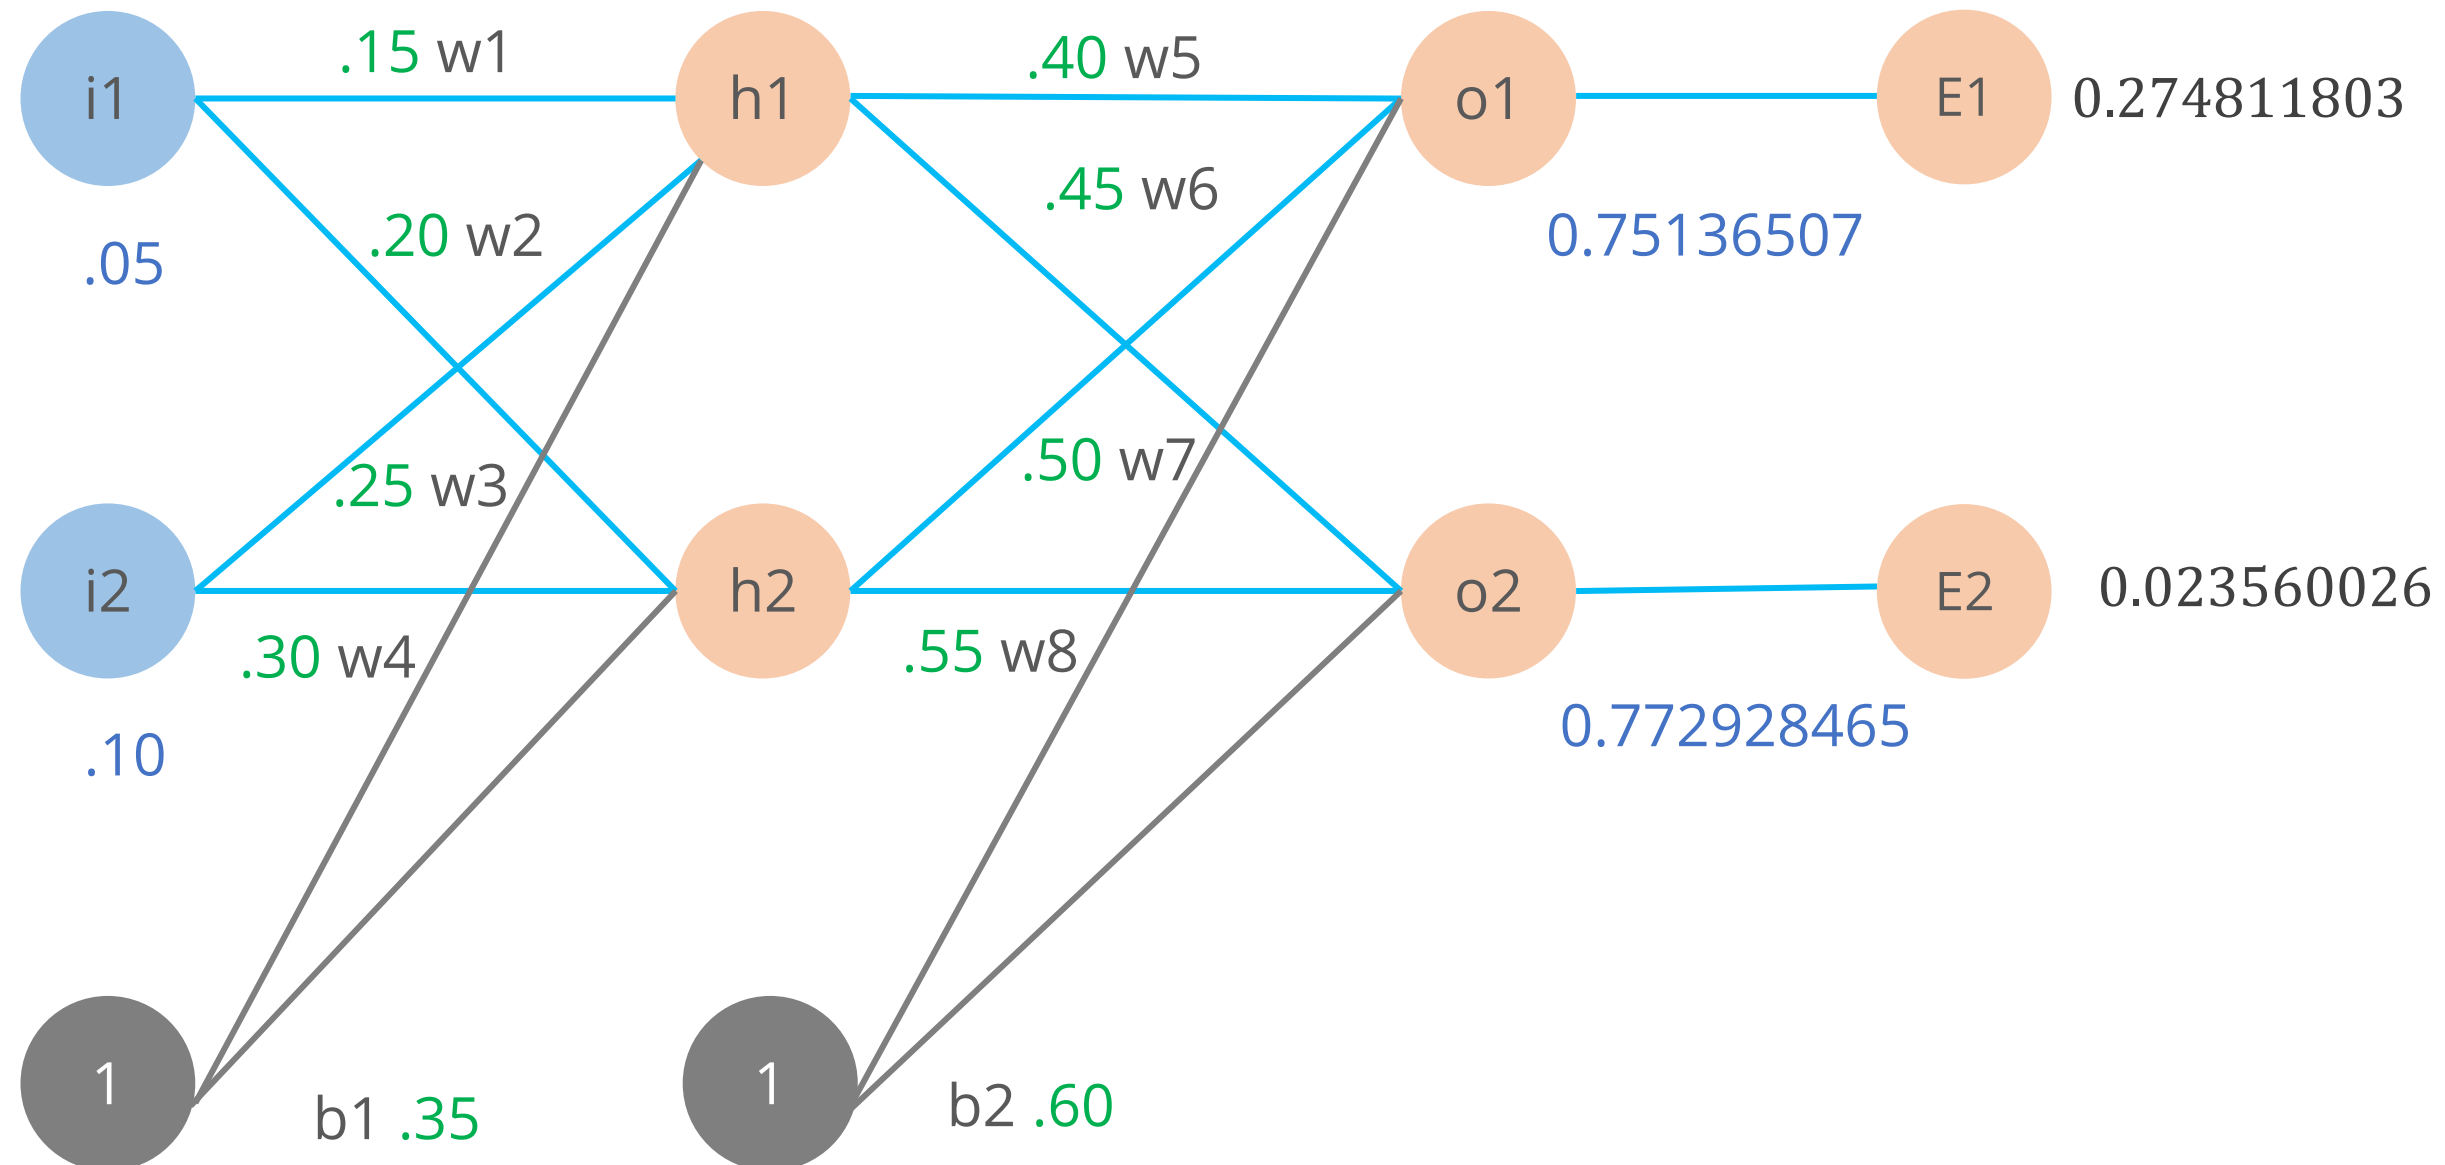 i1
.15 w1
h1
.40 w5
o1
E1
0.274811803
.45 w6
.20 w2
.05
0.75136507
.25 w3
.50 w7
i2
h2
o2
E2
0.023560026
.30 w4
.55 w8
.10
0.772928465
1
1
b1 .35
b2 .60